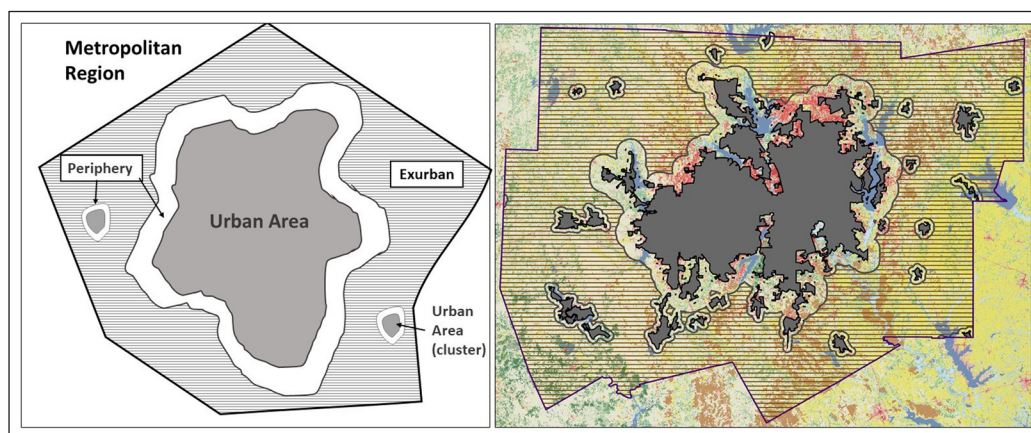 Metropolitan
Region
Periphery
Exurban
Urban Area
Urban
Area
(cluster)